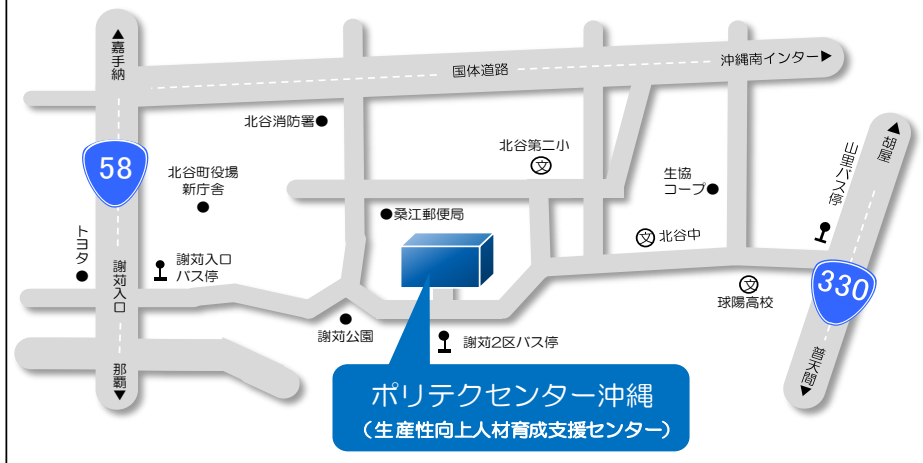 ▲嘉手納
国体道路
沖縄南インター▶
北谷消防署●
58
北谷町役場
新庁舎
北谷第二小
文
生協
コープ●
▲胡屋
山里バス停
●桑江郵便局
トヨタ
謝苅入口
謝苅入口
バス停
文 北谷中
文
球陽高校
330
謝苅公園
謝苅2区バス停
那覇▼
普天間▼
ポリテクセンター沖縄
（生産性向上人材育成支援センター）